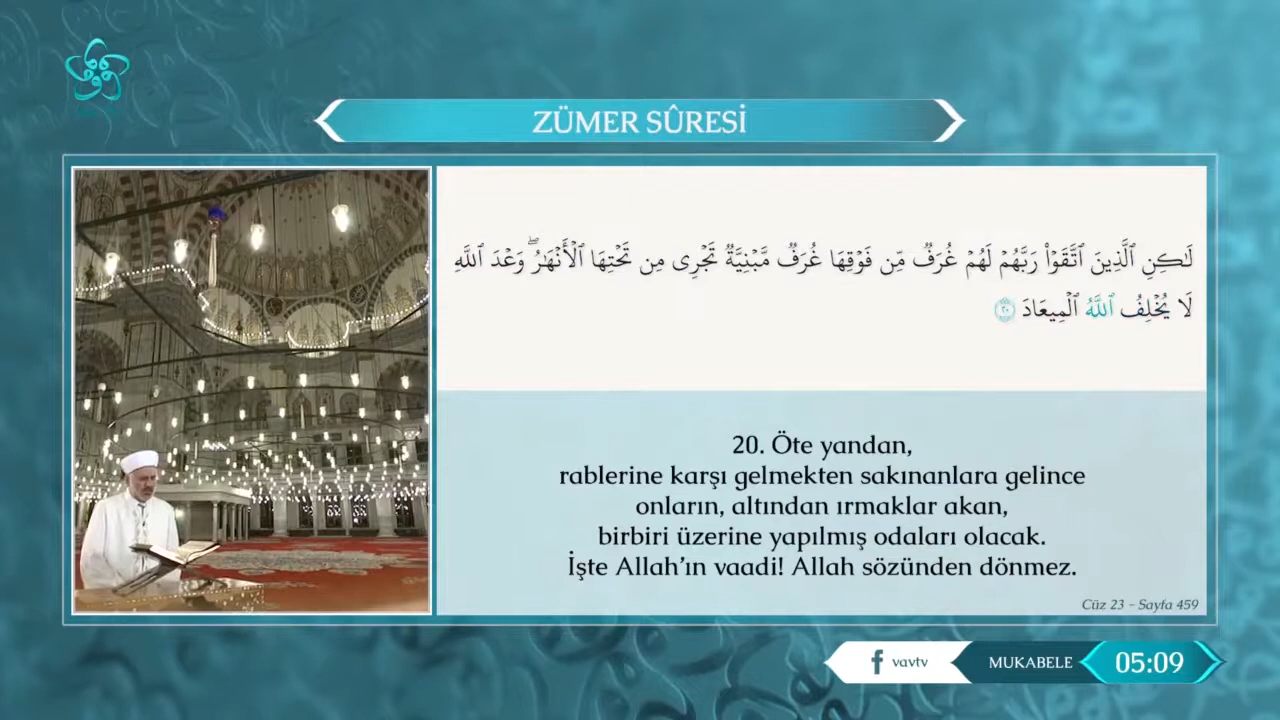 ZÜMER SÛRESİ
لَٰكِنِ ٱلَّذِينَ ٱتَّقَوْا۟ رَبَّهُمْ لَهُمْ غُرَفٌ مِّن فَوْقِهَا غُرَفٌ مَّبْنِيَّةٌ تَجْرِى مِن تَحْتِهَا ٱلْأَنْهَٰرُ ۖ وَعْدَ ٱللَّهِ
لَا يُخْلِفُ ٱللَّهُ ٱلْمِيعَادَ ٢٠
20. Öte yandan,
rablerine karşı gelmekten sakınanlara gelince
onların, altından ırmaklar akan,
birbiri üzerine yapılmış odaları olacak.
İşte Allah’ın vaadi! Allah sözünden dönmez.
Cüz 23 - Sayfa 459
vavtv
MUKABELE
05:09